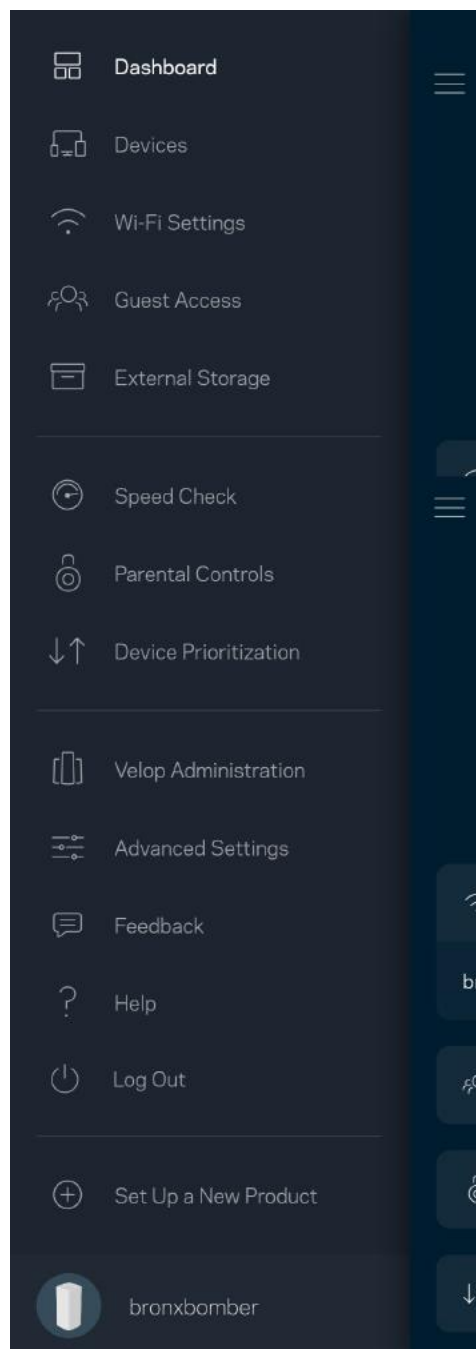 Dashboard
Devices
Wi-Fi Settings
Guest Access
External Storage
Speed Check
Parental Controls
Device Prioritization
Velop Administration
Advanced Settings
Feedback
Help
Log Out
Set Up a New Product
bronxbomber